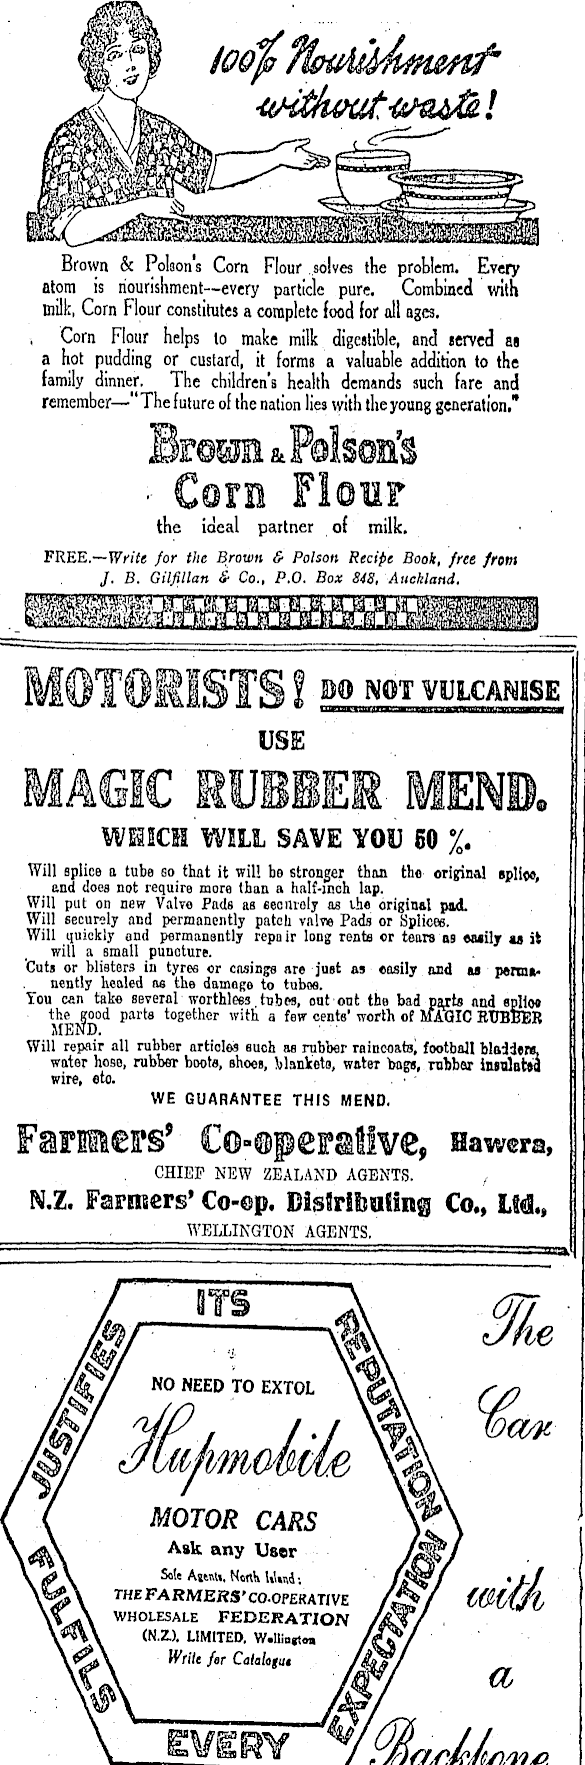 100% Nourishment
without waste!
Brown & Polson's Corn Flour solves the problem. Every
atom is nourishment--every particle pure. Combined with
milk, Corn Flour constitutes a complete food for all ages.
Corn Flour helps to make milk digestible, and served as
a hot pudding or custard, it forms a valuable addition to the
family dinner. The children's health demands such fare and
remember—"The future of the nation lies with the young generation."
Brown & Polson's
Corn Flour
the ideal partner of milk.
FREE.—Write for the Brown & Polson Recipe Book, free from
J. B. Gilfillan & Co., P.O. Box 848, Auckland.
MOTORISTS! DO NOT VULCANISE
USE
MAGIC RUBBER MEND.
WHICH WILL SAVE YOU 50 %.
Will splice a tube so that it will be stronger than the original splice,
and does not require more than a half-inch lap.
Will put on new Valve Pads as securely as the original pad.
Will securely and permanently patch valve Pads or Splices.
Will quickly and permanently repair long rents or tears as easily as it
will a small puncture.
Cuts or blisters in tyres or casings are just as easily and as perma-
nently healed as the damage to tubes.
You can take several worthless tubes, cut out the bad parts and splice
the good parts together with a few cents' worth of MAGIC RUBBER
MEND.
Will repair all rubber articles such as rubber raincoats, football bladders,
water hose, rubber boots, shoes, blankets, water bags, rubber insulated
wire, etc.
WE GUARANTEE THIS MEND.
Farmers' Co-operative, Hawera,
CHIEF NEW ZEALAND AGENTS.
N.Z. Farmers' Co-op. Distributing Co., Ltd.,
WELLINGTON AGENTS.
ITS
REPUTATION
JUSTIFIES
NO NEED TO EXTOL
Hupmobile
MOTOR CARS
Ask any User
Sole Agents, North Island:
THE FARMERS' CO-OPERATIVE
WHOLESALE FEDERATION
(N.Z.), LIMITED, Wellington
Write for Catalogue
FULFILS
EVERY
EXPECTATION
The
Car
with
a
Backbone